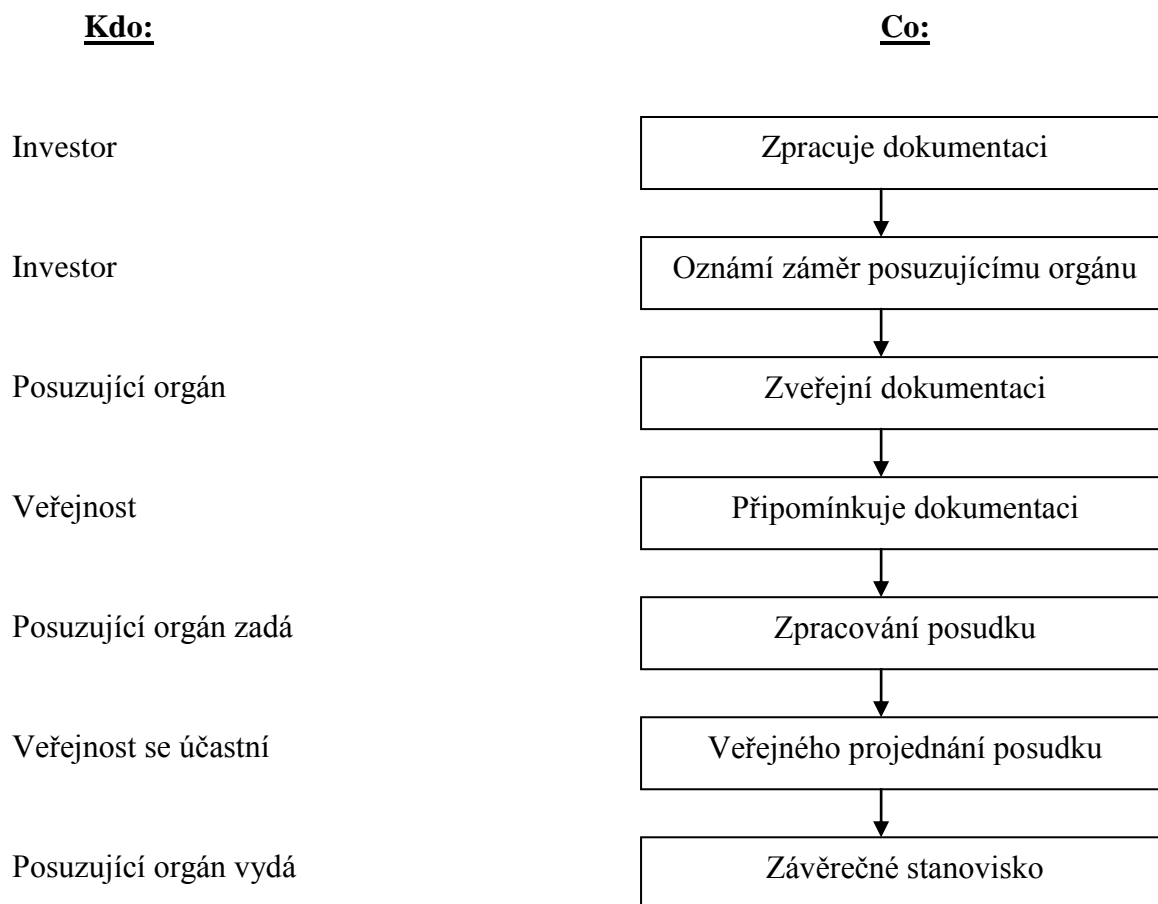 Kdo: Co:
Investor Zpracuje dokumentaci
Investor Oznámí záměr posuzujícímu orgánu
Posuzující orgán Zveřejní dokumentaci
Veřejnost Připomínkuje dokumentaci
Posuzující orgán zadá Zpracování posudku
Veřejnost se účastní Veřejného projednání posudku
Posuzující orgán vydá Závěrečné stanovisko